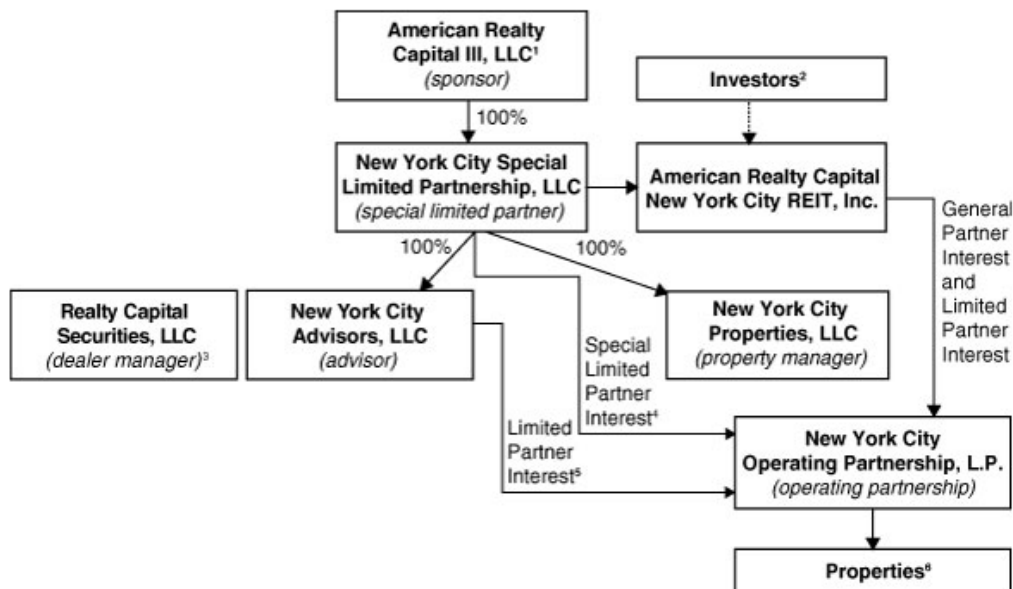 American Realty
Capital III, LLC¹
(sponsor)
Investors²
100%
New York City Special
Limited Partnership, LLC
(special limited partner)
American Realty Capital
New York City REIT, Inc.
General
Partner
Interest
and
Limited
Partner
Interest
100%
100%
Realty Capital
Securities, LLC
(dealer manager)³
New York City
Advisors, LLC
(advisor)
New York City
Properties, LLC
(property manager)
Special
Limited
Partner
Interest⁴
Limited
Partner
Interest⁵
New York City
Operating Partnership, L.P.
(operating partnership)
Properties⁶